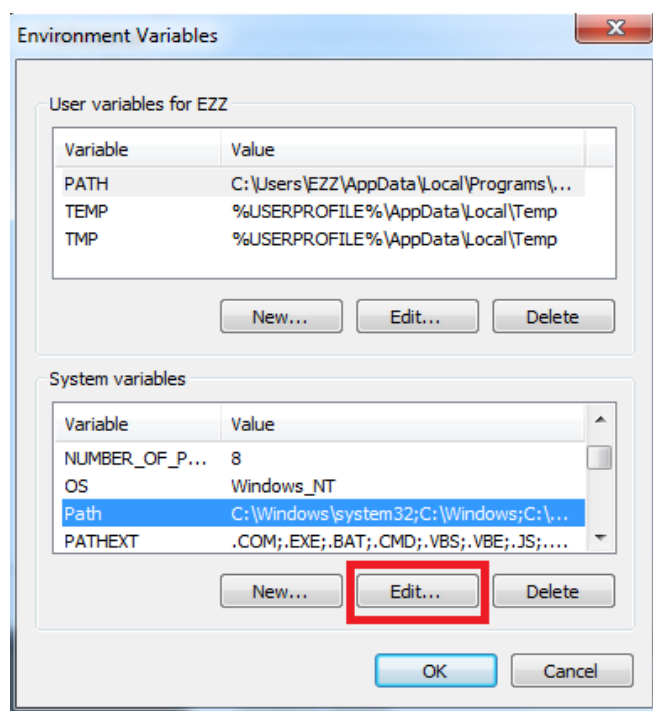 Environment Variables
User variables for EZZ
Variable Value
PATH C:\Users\EZZ\AppData\Local\Programs\...
TEMP %USERPROFILE%\AppData\Local\Temp
TMP %USERPROFILE%\AppData\Local\Temp
New... Edit... Delete
System variables
Variable Value
NUMBER_OF_P... 8
OS Windows_NT
Path C:\Windows\system32;C:\Windows;C:\...
PATHEXT .COM;.EXE;.BAT;.CMD;.VBS;.VBE;.JS;....
New... Edit... Delete
OK Cancel